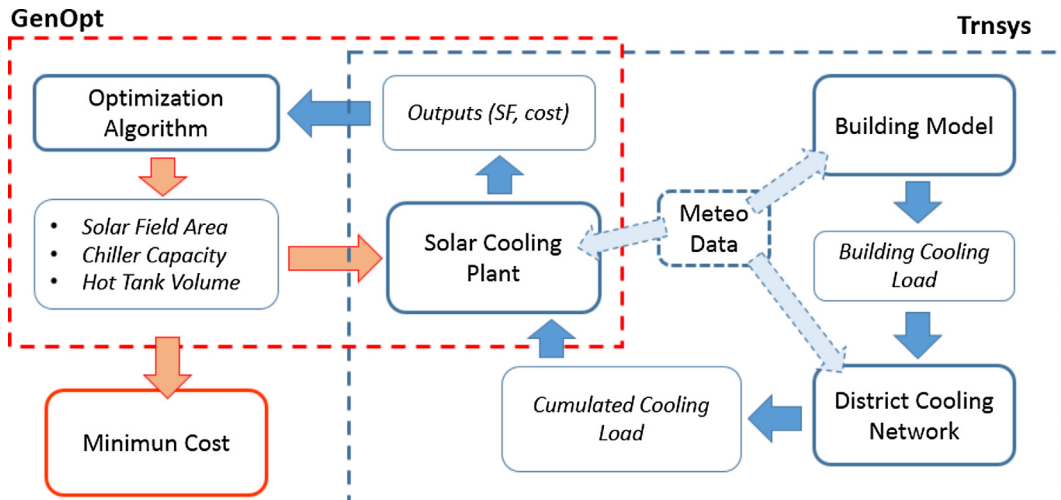 GenOpt
Trnsys
Optimization
Algorithm
Outputs (SF, cost)
Building Model
• Solar Field Area
• Chiller Capacity
• Hot Tank Volume
Solar Cooling
Plant
Meteo
Data
Building Cooling
Load
Minimun Cost
Cumulated Cooling
Load
District Cooling
Network